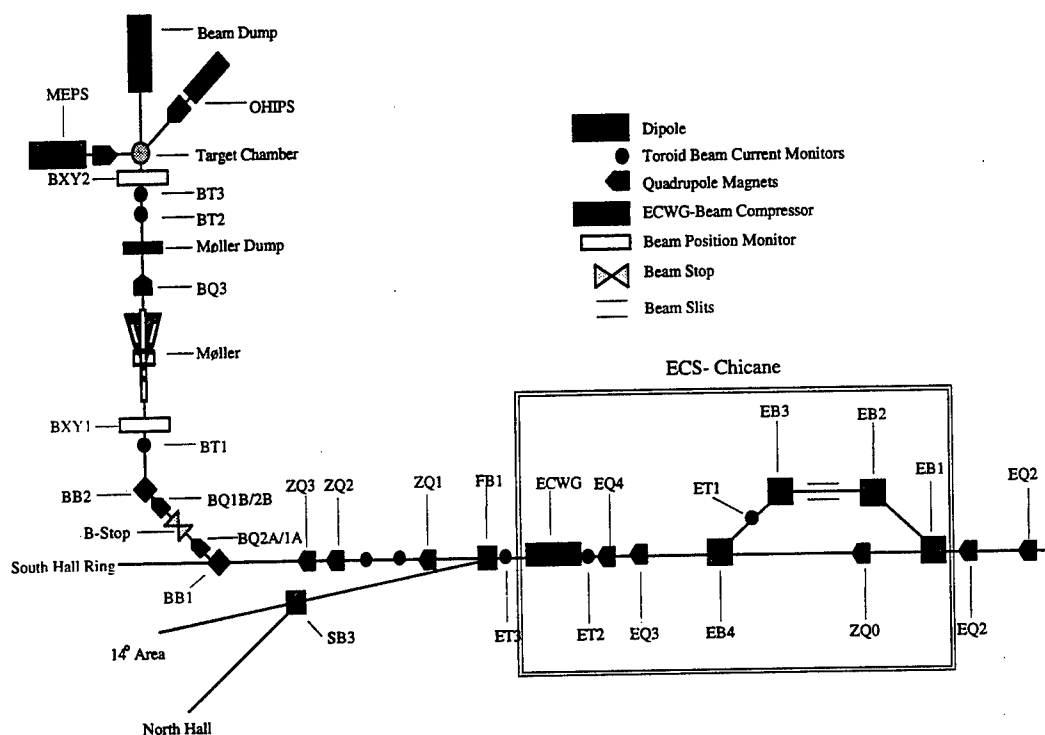 Beam Dump
MEPS
OHIPS
Target Chamber
BXY2
BT3
BT2
Møller Dump
BQ3
Møller
BXY1
BT1
BB2
BQ1B/2B
B-Stop
BQ2A/1A
South Hall Ring
BB1
ZQ3
ZQ2
ZQ1
FB1
SB3
14° Area
North Hall
ET3
Dipole
Toroid Beam Current Monitors
Quadrupole Magnets
ECWG-Beam Compressor
Beam Position Monitor
Beam Stop
Beam Slits
ECS- Chicane
EB3
EB2
ECWG
EQ4
ET1
EB1
EQ2
ET2
EQ3
EB4
ZQ0
EQ2